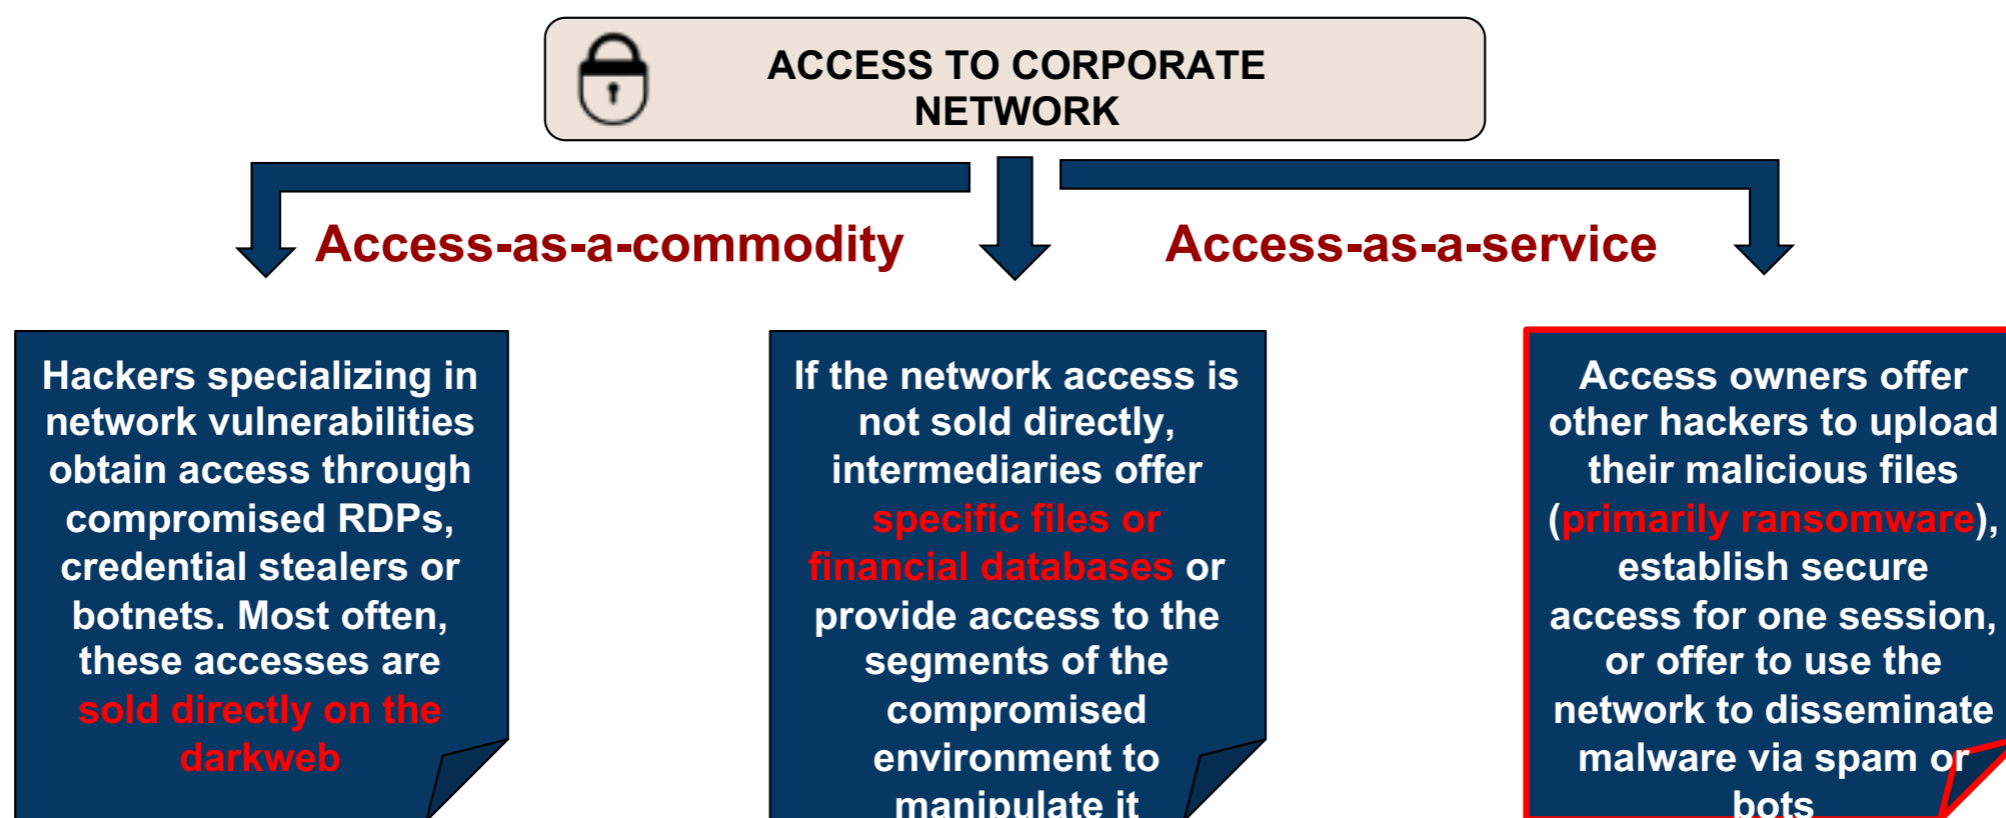 ACCESS TO CORPORATE
NETWORK
Access-as-a-commodity
Access-as-a-service
Hackers specializing in
network vulnerabilities
obtain access through
compromised RDPs,
credential stealers or
botnets. Most often,
these accesses are
sold directly on the
darkweb
If the network access is
not sold directly,
intermediaries offer
specific files or
financial databases or
provide access to the
segments of the
compromised
environment to
manipulate it
Access owners offer
other hackers to upload
their malicious files
(primarily ransomware),
establish secure
access for one session,
or offer to use the
network to disseminate
malware via spam or
bots